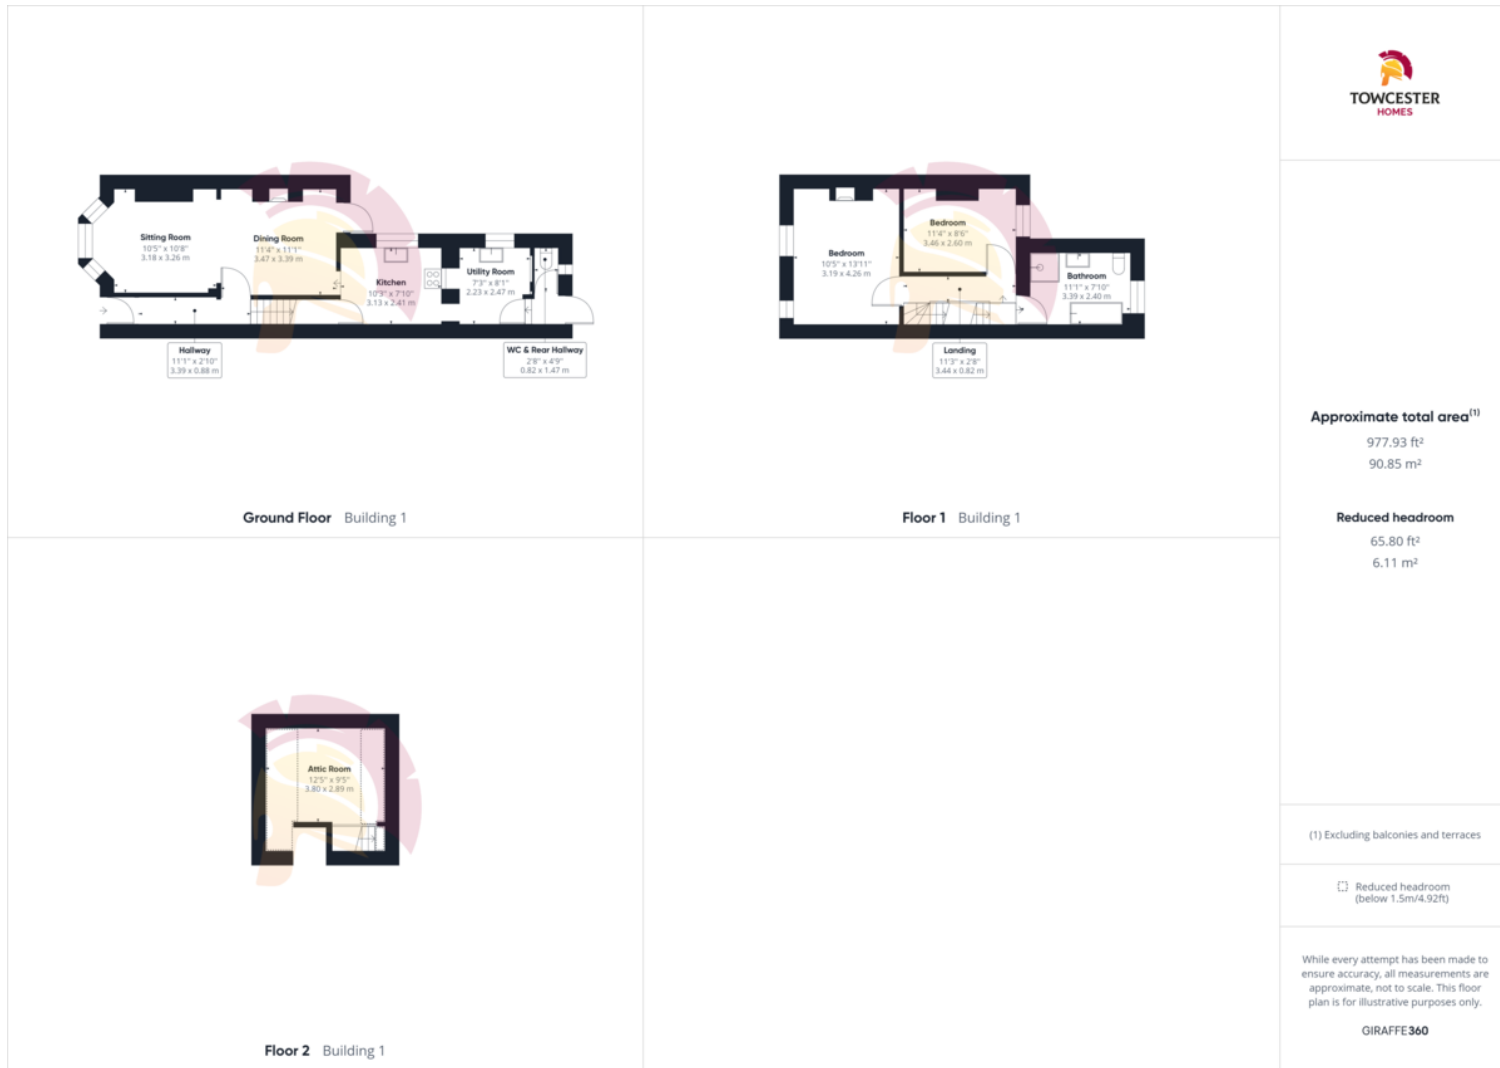 Sitting Room
10'5" x 10'8"
3.18 x 3.26 m
Dining Room
11'4" x 11'1"
3.47 x 3.39 m
Kitchen
10'3" x 7'10"
3.13 x 2.41 m
Utility Room
7'3" x 8'1"
2.23 x 2.47 m
Hallway
11'1" x 2'10"
3.39 x 0.88 m
WC & Rear Hallway
2'8" x 4'9"
0.82 x 1.47 m
Ground Floor Building 1
Bedroom
10'5" x 13'11"
3.19 x 4.26 m
Bedroom
11'4" x 8'6"
3.46 x 2.60 m
Bathroom
11'1" x 7'10"
3.39 x 2.40 m
Landing
11'3" x 2'8"
3.44 x 0.82 m
Floor 1 Building 1
Attic Room
12'5" x 9'5"
3.80 x 2.89 m
Floor 2 Building 1
TOWCESTER
HOMES
Approximate total area(1)
977.93 ft²
90.85 m²
Reduced headroom
65.80 ft²
6.11 m²
(1) Excluding balconies and terraces
Reduced headroom
(below 1.5m/4.92ft)
While every attempt has been made to
ensure accuracy, all measurements are
approximate, not to scale. This floor
plan is for illustrative purposes only.
GIRAFFE360